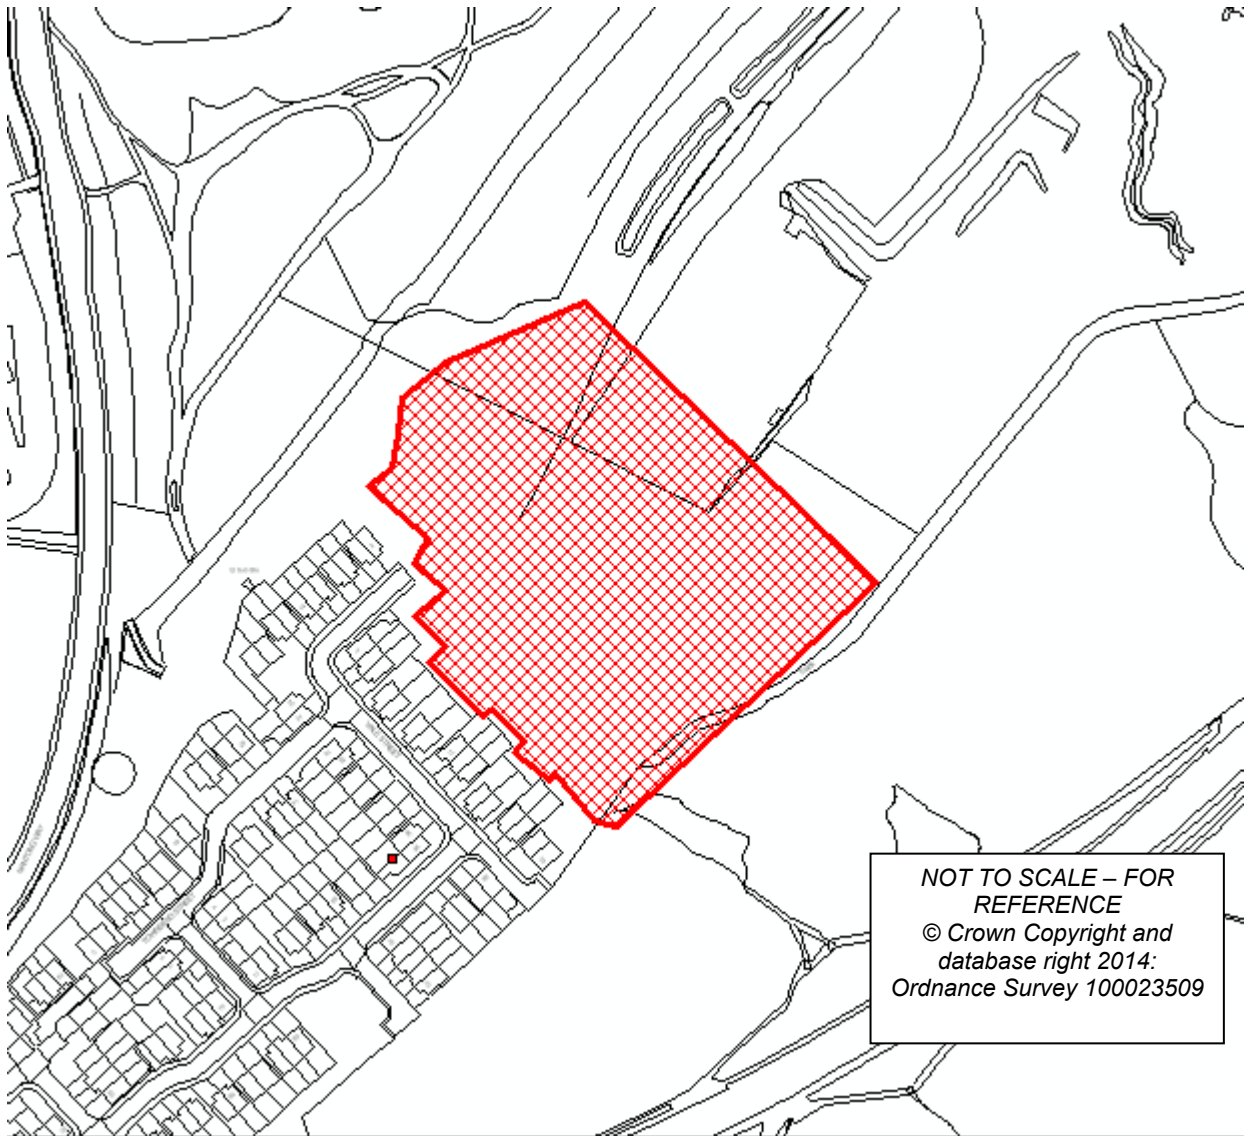 NOT TO SCALE – FOR
REFERENCE
© Crown Copyright and
database right 2014:
Ordnance Survey 100023509